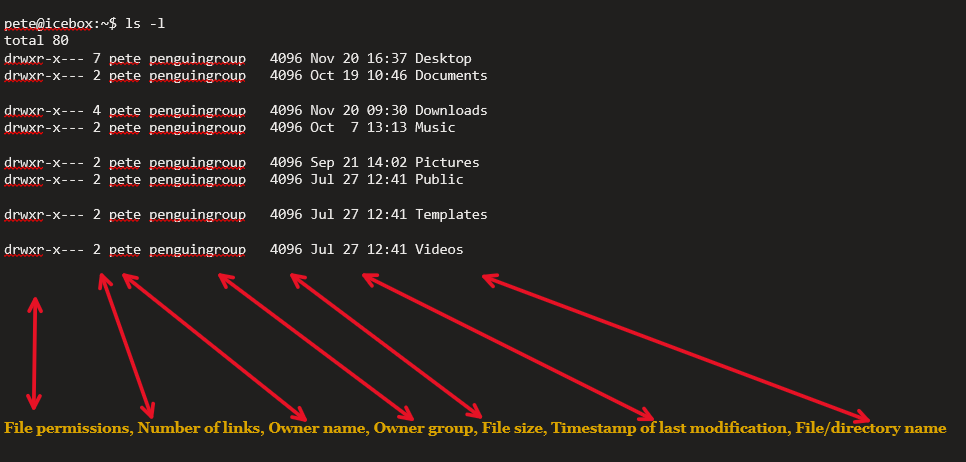 pete@icebox:~$ ls -l
total 80
drwxr-x--- 7 pete penguingroup   4096 Nov 20 16:37 Desktop
drwxr-x--- 2 pete penguingroup   4096 Oct 19 10:46 Documents
drwxr-x--- 4 pete penguingroup   4096 Nov 20 09:30 Downloads
drwxr-x--- 2 pete penguingroup   4096 Oct  7 13:13 Music
drwxr-x--- 2 pete penguingroup   4096 Sep 21 14:02 Pictures
drwxr-x--- 2 pete penguingroup   4096 Jul 27 12:41 Public
drwxr-x--- 2 pete penguingroup   4096 Jul 27 12:41 Templates
drwxr-x--- 2 pete penguingroup   4096 Jul 27 12:41 Videos
File permissions, Number of links, Owner name, Owner group, File size, Timestamp of last modification, File/directory name